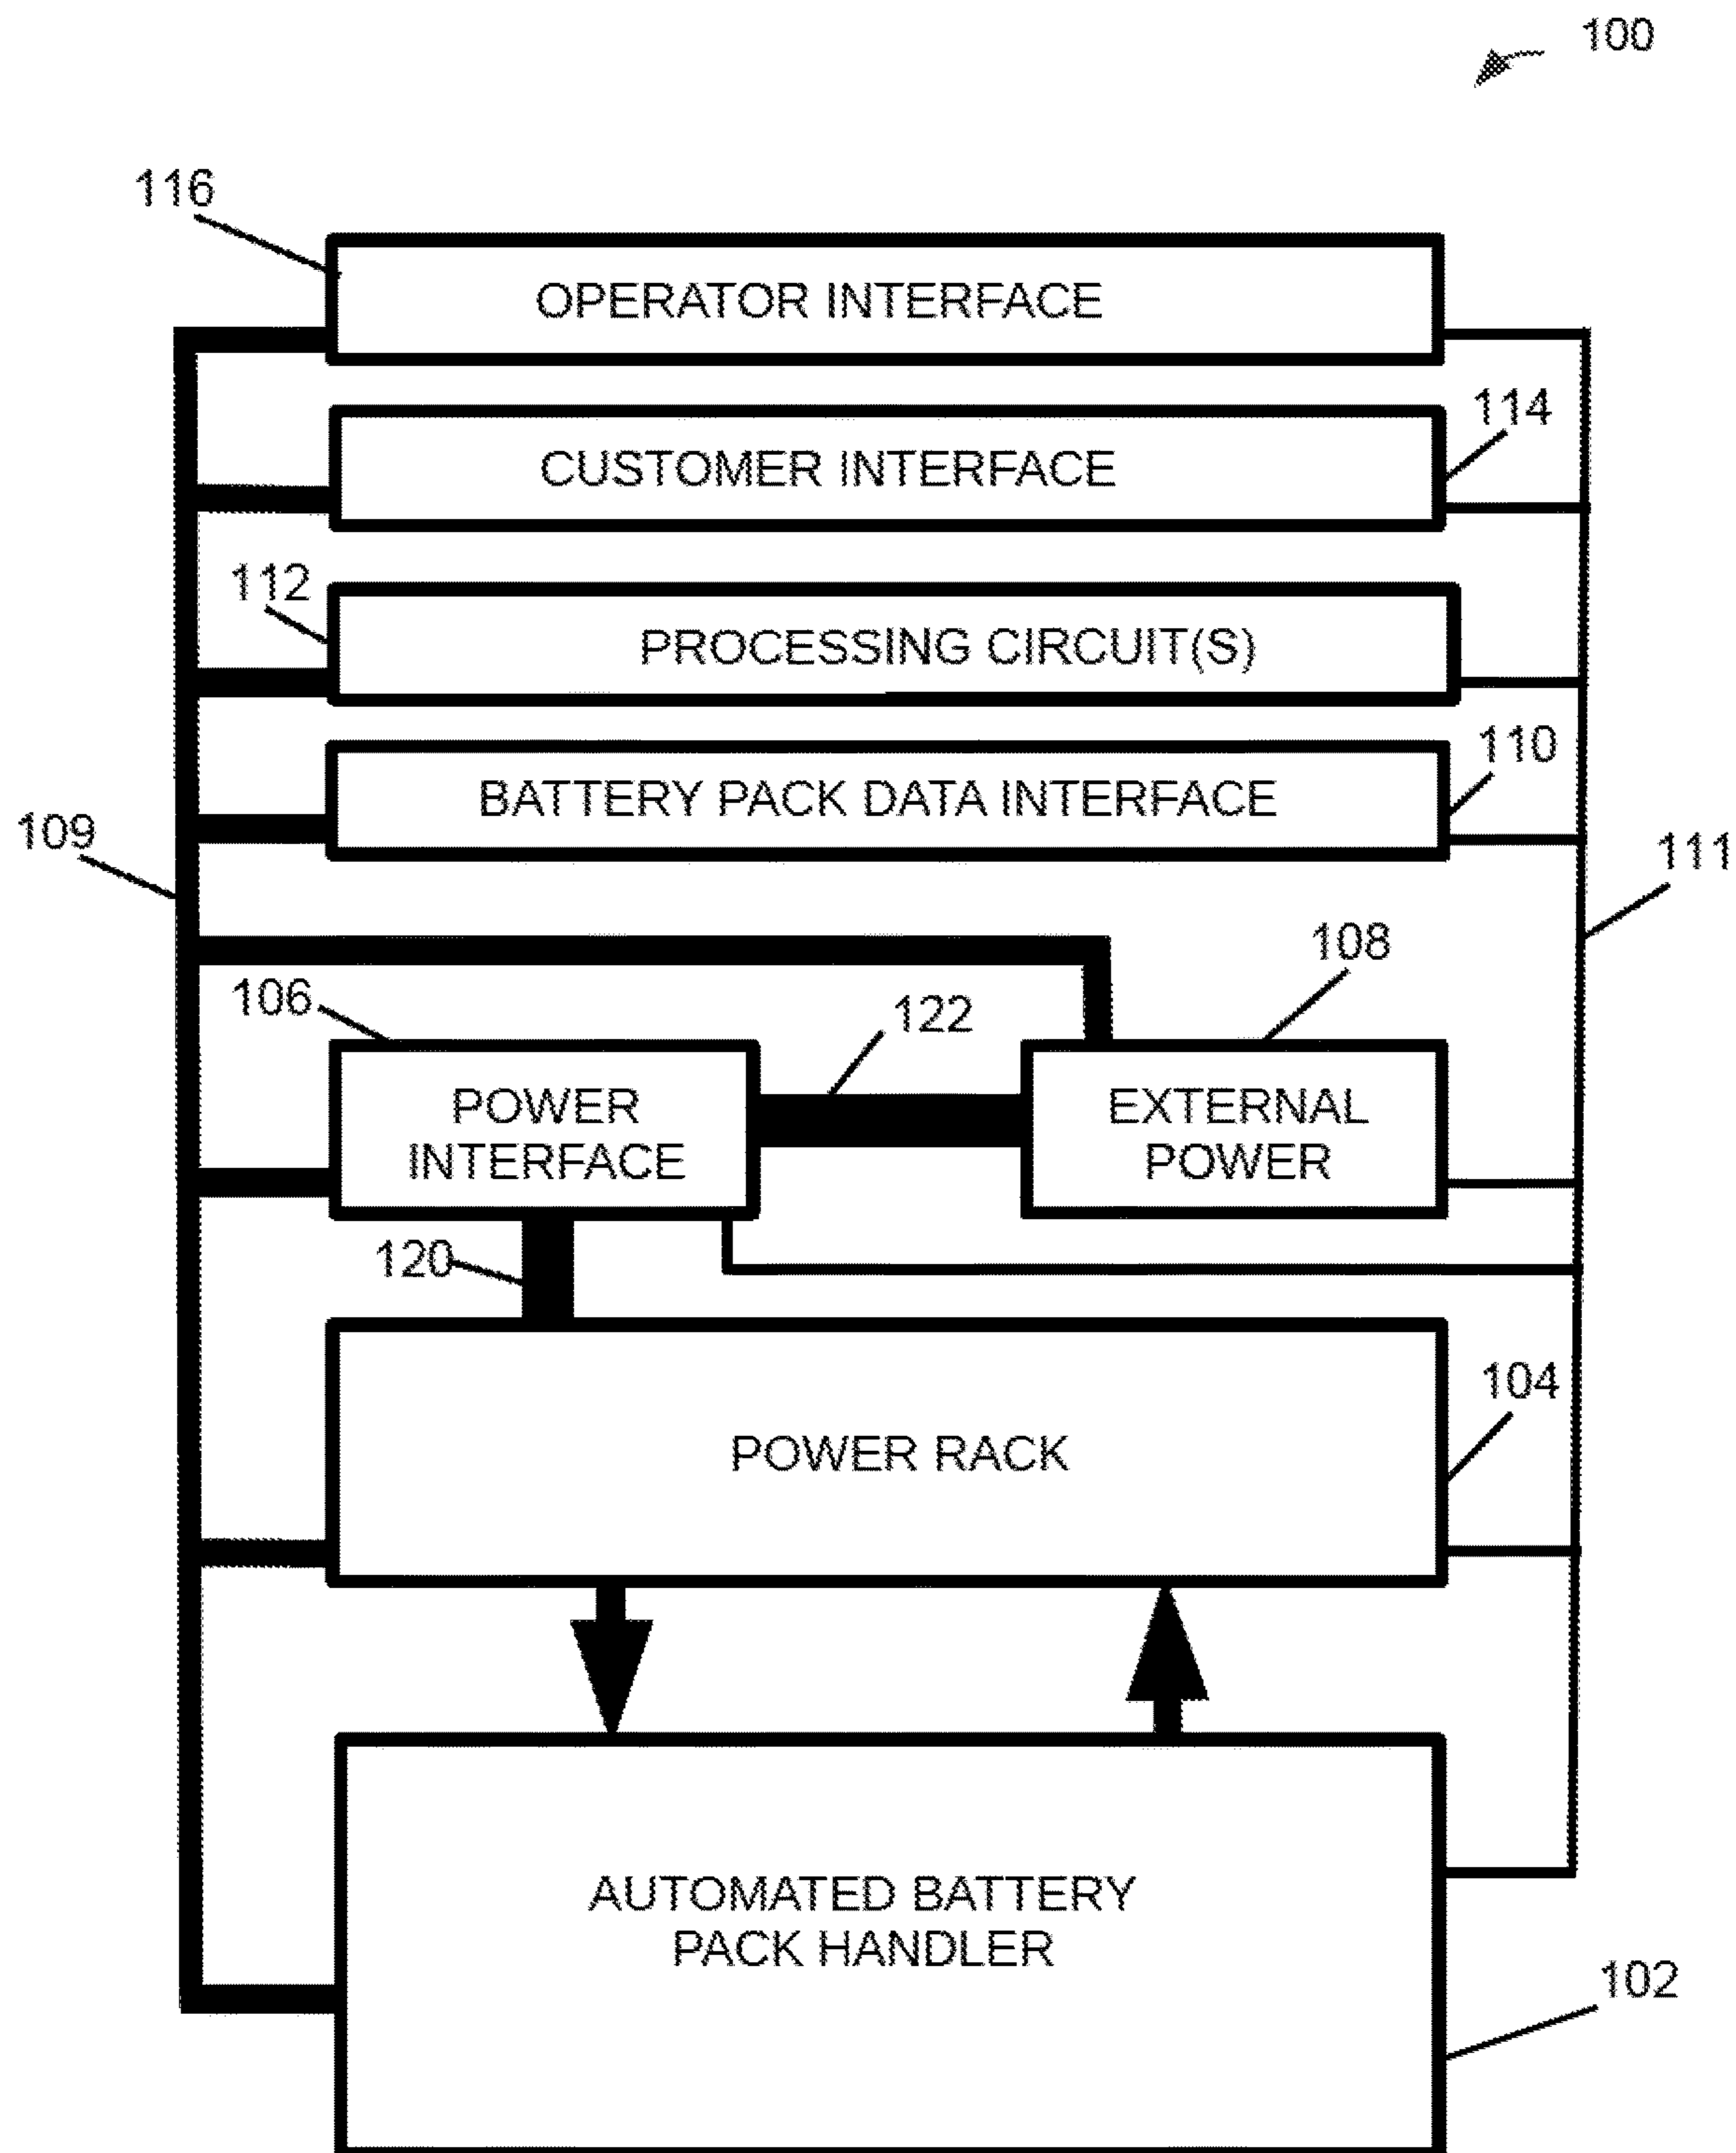 100
116
OPERATOR INTERFACE
114
CUSTOMER INTERFACE
112
PROCESSING CIRCUIT(S)
110
BATTERY PACK DATA INTERFACE
109
111
108
106
122
POWER
INTERFACE
EXTERNAL
POWER
120
104
POWER RACK
AUTOMATED BATTERY
PACK HANDLER
102